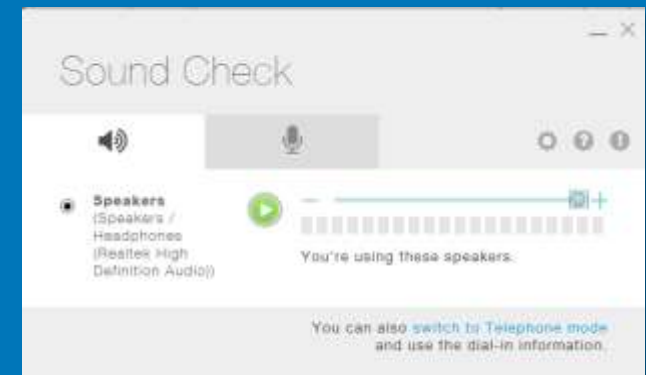 Sound Check
Speakers
(Speakers /
Headphones
(Realtek High
Definition Audio))
You're using these speakers.
You can also switch to Telephone mode
and use the dial-in information.